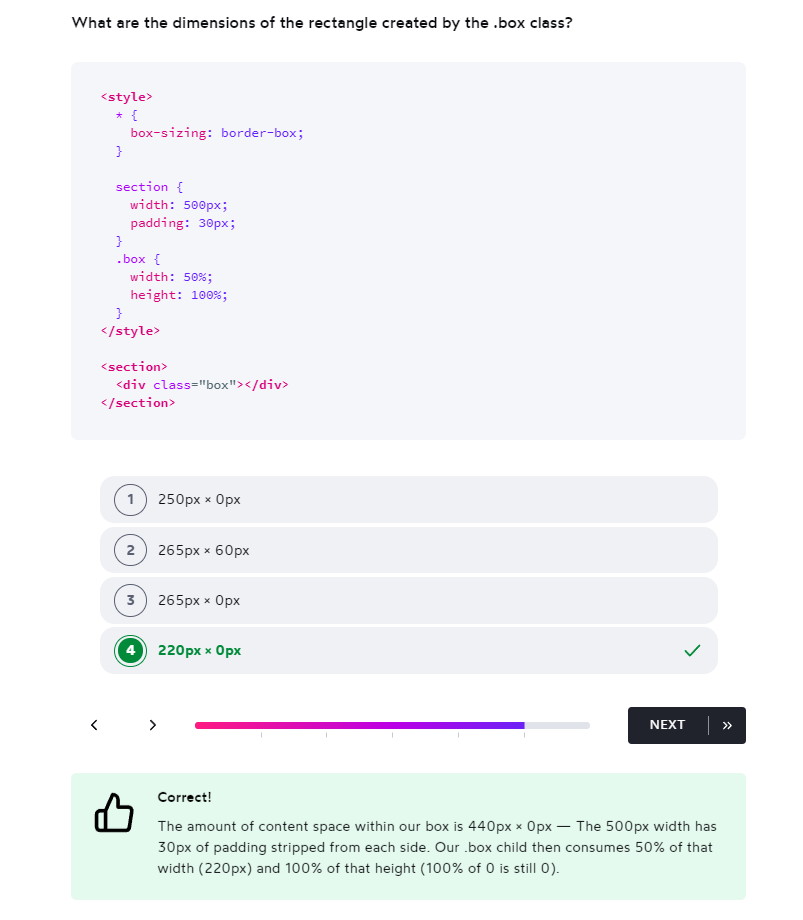 What are the dimensions of the rectangle created by the .box class?
<style>
* {
box-sizing: border-box;
}
section {
width: 500px;
padding: 30px;
}
.box {
width: 50%;
height: 100%;
}
</style>
<section>
<div class="box"></div>
</section>
1 250px × 0px
2 265px × 60px
3 265px × 0px
4 220px × 0px
NEXT
Correct!
The amount of content space within our box is 440px × 0px — The 500px width has
30px of padding stripped from each side. Our .box child then consumes 50% of that
width (220px) and 100% of that height (100% of 0 is still 0).